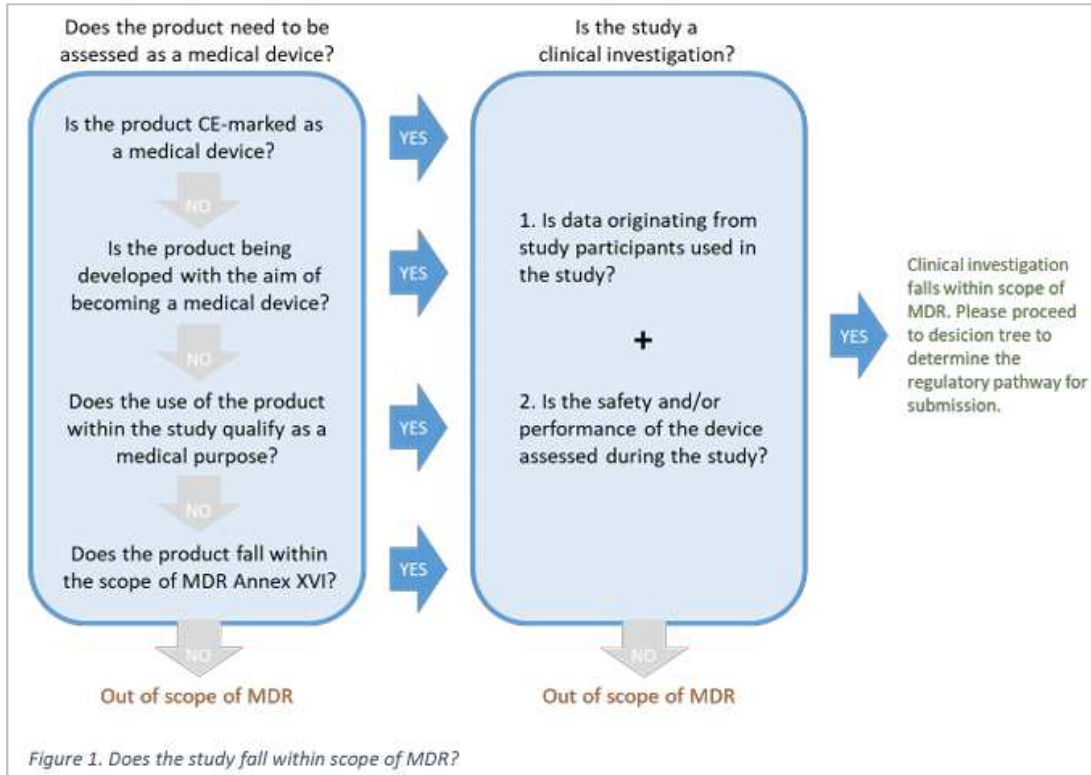 Does the product need to be
assessed as a medical device?
Is the product CE-marked as
a medical device?
YES
NO
Is the product being
developed with the aim of
becoming a medical device?
YES
NO
Does the use of the product
within the study qualify as a
medical purpose?
YES
NO
Does the product fall within
the scope of MDR Annex XVI?
YES
NO
Out of scope of MDR
Is the study a
clinical investigation?
1. Is data originating from
study participants used in
the study?
+
2. Is the safety and/or
performance of the device
assessed during the study?
YES
NO
Out of scope of MDR
Clinical investigation
falls within scope of
MDR. Please proceed
to desicion tree to
determine the
regulatory pathway for
submission.
Figure 1. Does the study fall within scope of MDR?